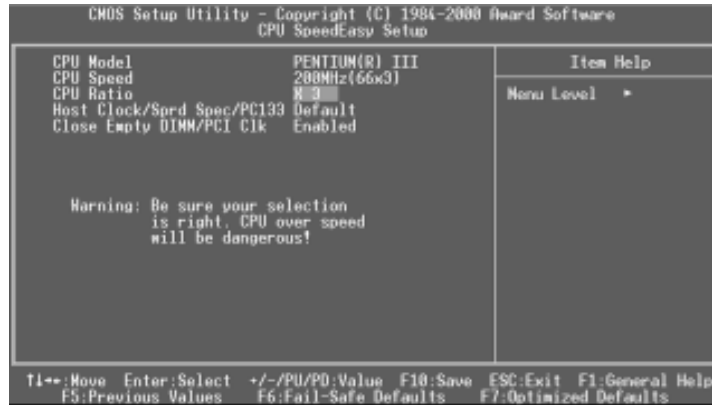 CMOS Setup Utility - Copyright (C) 1984-2000 Award Software
CPU SpeedEasy Setup
CPU Model PENTIUM(R) III
CPU Speed 200MHz(66x3)
CPU Ratio X 3
Host Clock/Sprd Spec/PC133 Default
Close Empty DIMM/PCI Clk Enabled
Warning: Be sure your selection
is right. CPU over speed
will be dangerous!
Item Help
Menu Level ►
↑↓→←:Move Enter:Select +/-/PU/PD:Value F10:Save ESC:Exit F1:General Help
F5:Previous Values F6:Fail-Safe Defaults F7:Optimized Defaults